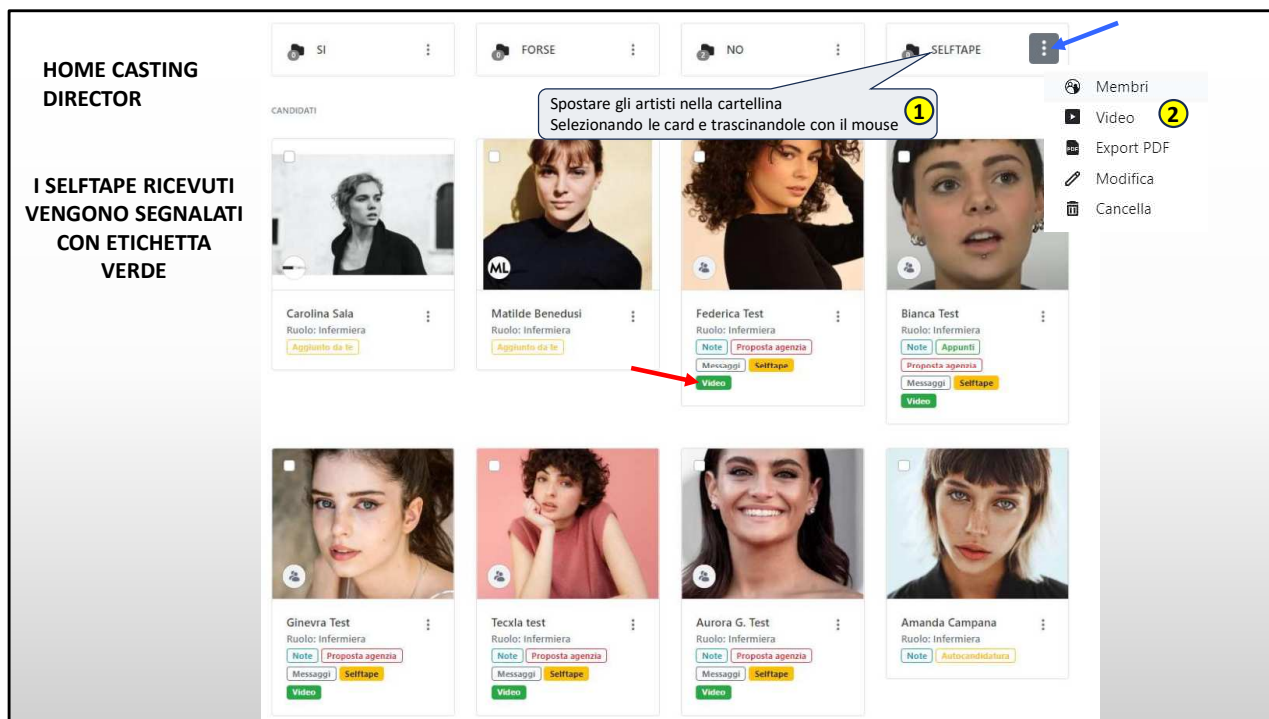 HOME CASTING
DIRECTOR
I SELFTAPE RICEVUTI
VENGONO SEGNALATI
CON ETICHETTA
VERDE
0 SI
0 FORSE
2 NO
SELFTAPE
Membri
Video
2
PDF Export PDF
Modifica
Cancella
Spostare gli artisti nella cartellina
Selezionando le card e trascinandole con il mouse
1
CANDIDATI
ML
Carolina Sala
Ruolo: Infermiera
Aggiunto da te
Matilde Benedusi
Ruolo: Infermiera
Aggiunto da te
Federica Test
Ruolo: Infermiera
Note Proposta agenzia
Messaggi Selftape
Video
Bianca Test
Ruolo: Infermiera
Note Appunti
Proposta agenzia
Messaggi Selftape
Video
Ginevra Test
Ruolo: Infermiera
Note Proposta agenzia
Messaggi Selftape
Video
Tecxla test
Ruolo: Infermiera
Note Proposta agenzia
Messaggi Selftape
Video
Aurora G. Test
Ruolo: Infermiera
Note Proposta agenzia
Messaggi Selftape
Video
Amanda Campana
Ruolo: Infermiera
Note Autocandidatura